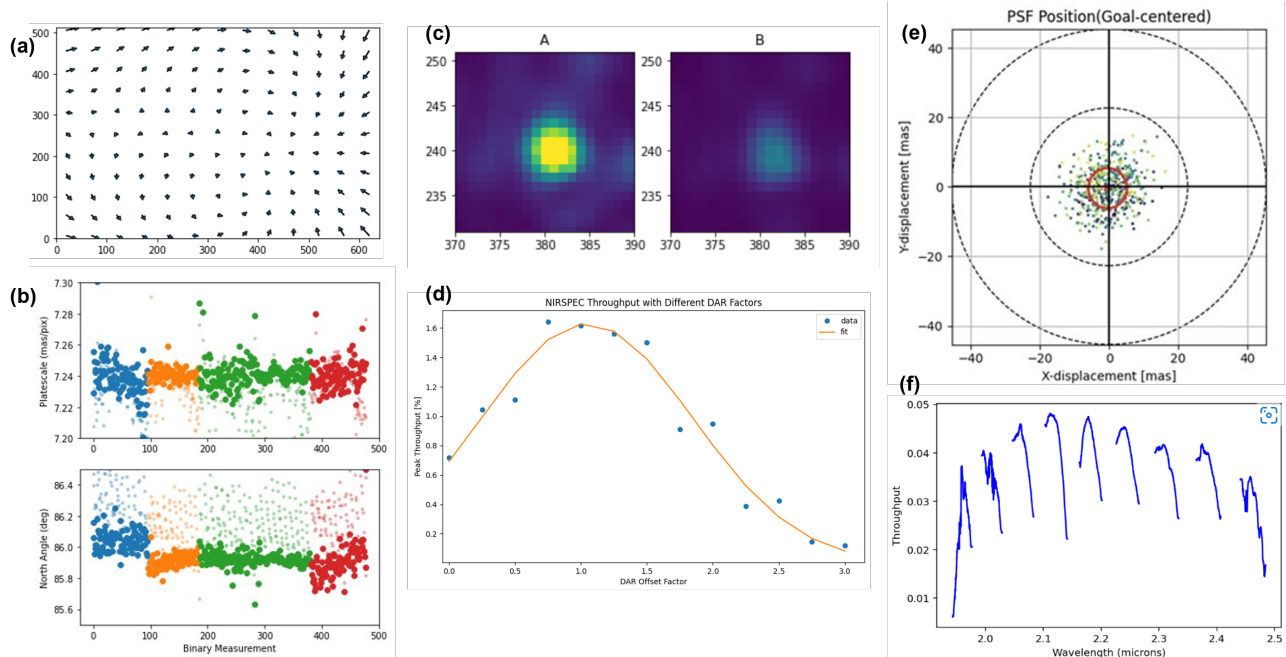 (a)
500
400
300
200
100
0
0 100 200 300 400 500 600
(b)
7.30
7.28
7.26
7.24
7.22
7.20
Platescale (mas/pix)
0 100 200 300 400 500
86.4
86.2
86.0
85.8
85.6
North Angle (deg)
0 100 200 300 400 500
Binary Measurement
(c)
A B
250 250
245 245
240 240
235 235
370 380 385 390 370 380 385 390
(d)
NIRSPEC Throughput with Different DAR Factors
data
fit
1.6
1.4
1.2
1.0
0.8
0.6
0.4
0.2
Peak Throughput [%]
0.0 0.5 1.0 1.5 2.0 2.5 3.0
DAR Offset Factor
(e)
PSF Position(Goal-centered)
40
20
0
−20
−40
Y-displacement [mas]
−40 −20 0 20 40
X-displacement [mas]
(f)
0.05
0.04
0.03
0.02
0.01
Throughput
2.0 2.1 2.2 2.3 2.4 2.5
Wavelength (microns)